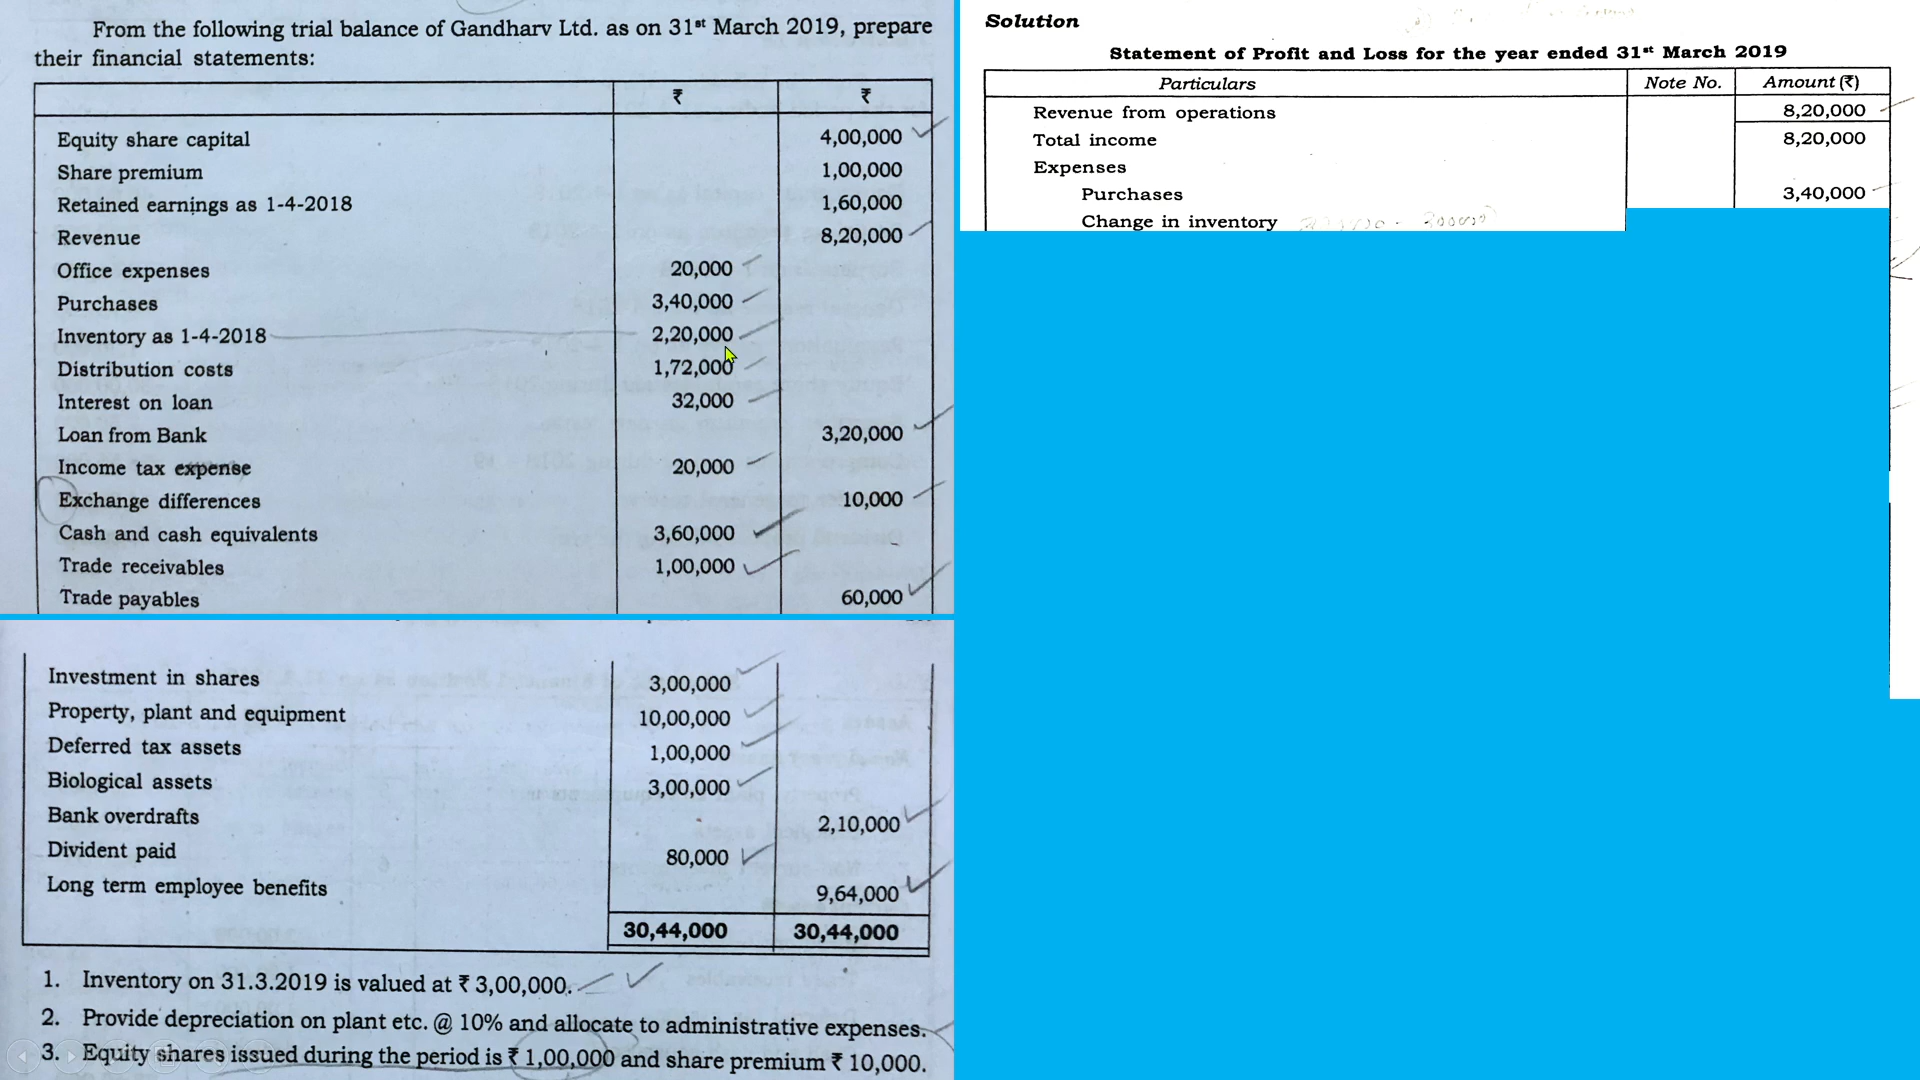 From the following trial balance of Gandharv Ltd. as on 31st March 2019, prepare
their financial statements:
₹ ₹
Equity share capital 4,00,000
Share premium 1,00,000
Retained earnings as 1-4-2018 1,60,000
Revenue 8,20,000
Office expenses 20,000
Purchases 3,40,000
Inventory as 1-4-2018 2,20,000
Distribution costs 1,72,000
Interest on loan 32,000
Loan from Bank 3,20,000
Income tax expense 20,000
Exchange differences 10,000
Cash and cash equivalents 3,60,000
Trade receivables 1,00,000
Trade payables 60,000
Investment in shares 3,00,000
Property, plant and equipment 10,00,000
Deferred tax assets 1,00,000
Biological assets 3,00,000
Bank overdrafts 2,10,000
Divident paid 80,000
Long term employee benefits 9,64,000
30,44,000 30,44,000
1. Inventory on 31.3.2019 is valued at ₹ 3,00,000.
2. Provide depreciation on plant etc. @ 10% and allocate to administrative expenses.
3. Equity shares issued during the period is ₹ 1,00,000 and share premium ₹ 10,000.
Solution
Statement of Profit and Loss for the year ended 31st March 2019
Particulars Note No. Amount (₹)
Revenue from operations 8,20,000
Total income 8,20,000
Expenses
Purchases 3,40,000
Change in inventory